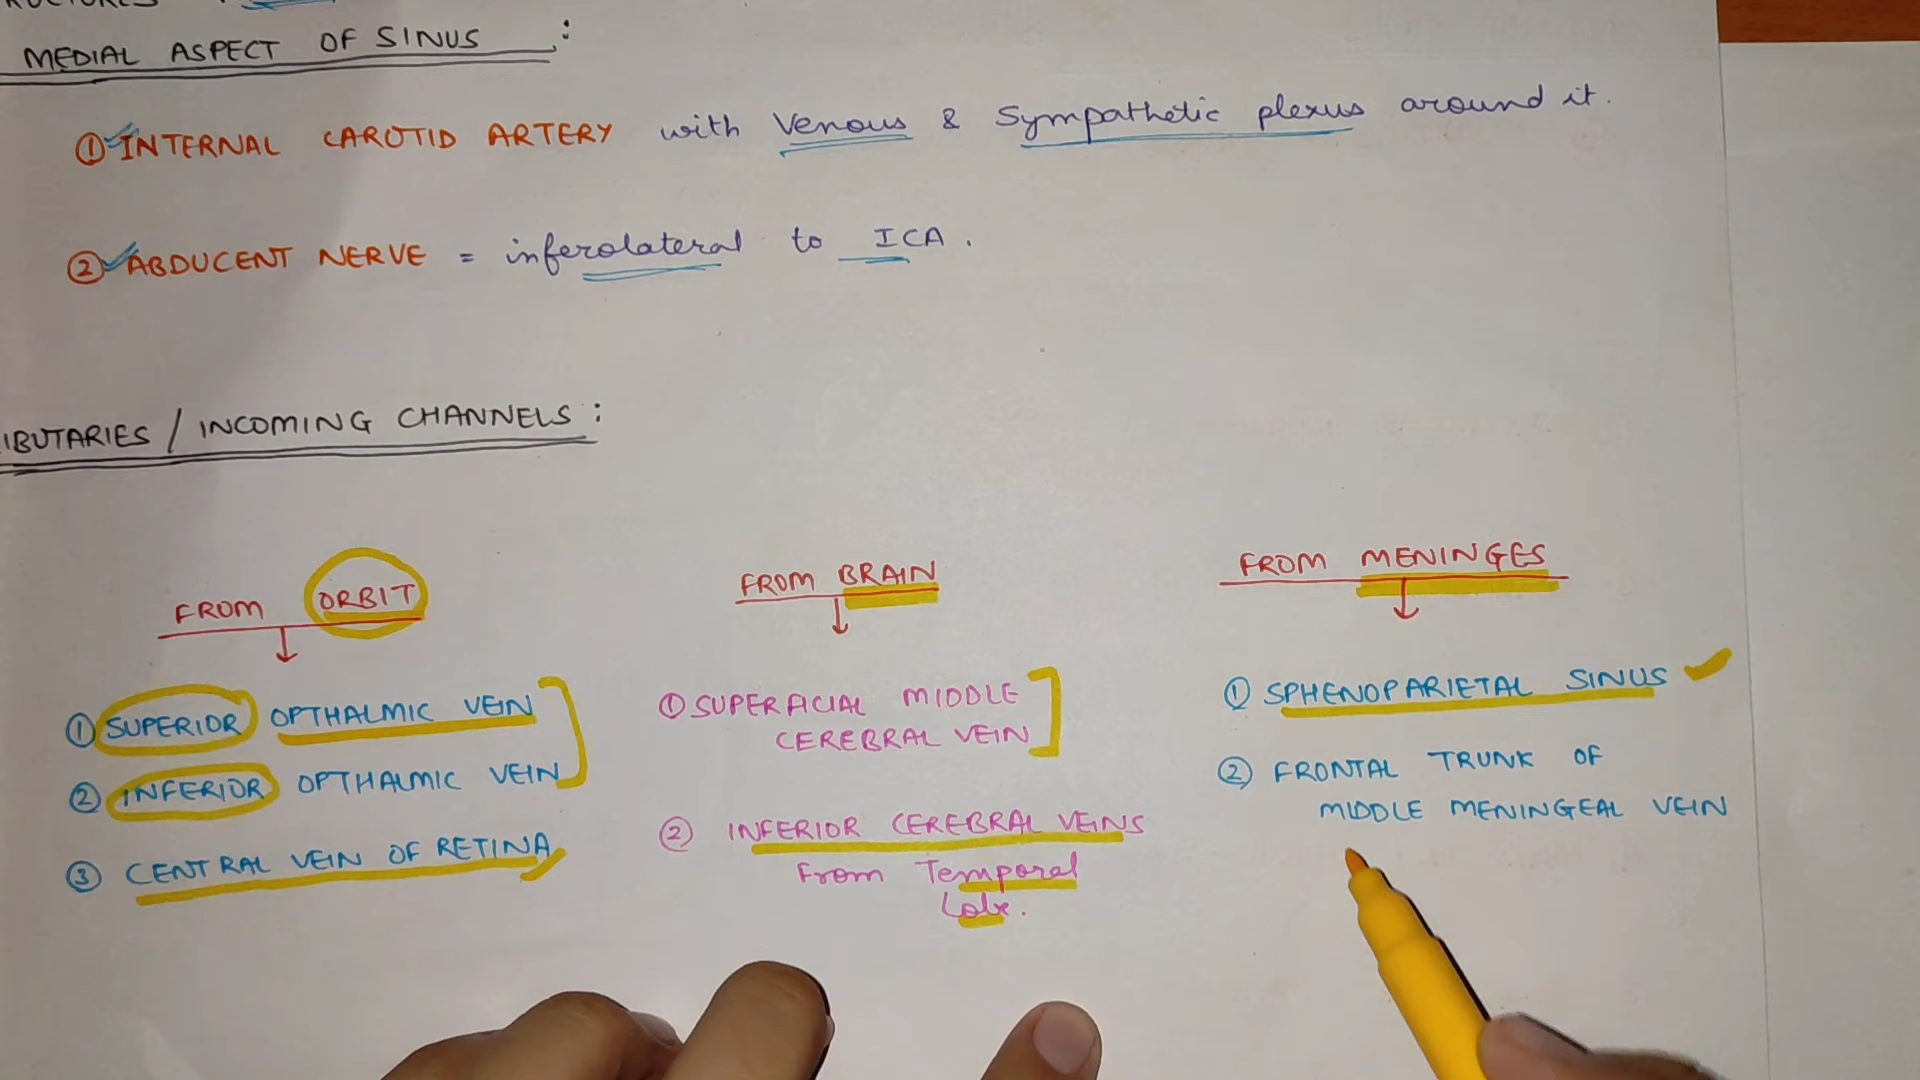 MEDIAL ASPECT OF SINUS :
① INTERNAL CAROTID ARTERY with Venous & Sympathetic plexus around it.
② ABDUCENT NERVE = inferolateral to ICA.
IBUTARIES / INCOMING CHANNELS :
FROM ORBIT
① SUPERIOR OPTHALMIC VEIN
② INFERIOR OPTHALMIC VEIN
③ CENTRAL VEIN OF RETINA
FROM BRAIN
① SUPERFICIAL MIDDLE
CEREBRAL VEIN
② INFERIOR CEREBRAL VEINS
From Temporal
Lobe.
FROM MENINGES
① SPHENOPARIETAL SINUS
② FRONTAL TRUNK OF
MIDDLE MENINGEAL VEIN